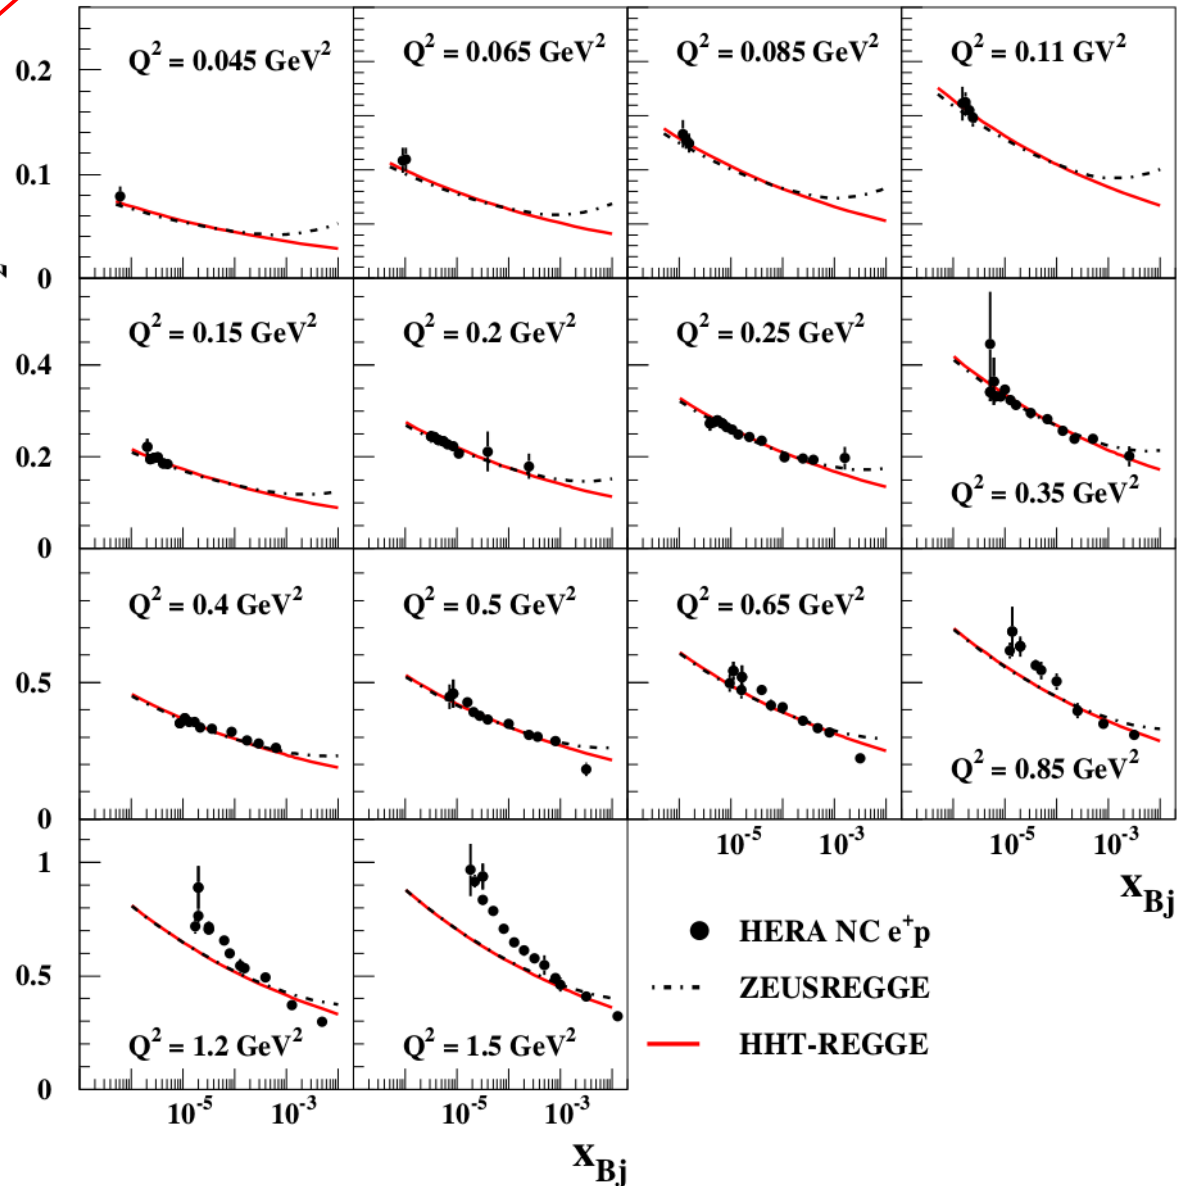 Q² = 0.045 GeV²
Q² = 0.065 GeV²
Q² = 0.085 GeV²
Q² = 0.11 GV²
0.2
0.1
0
Q² = 0.15 GeV²
Q² = 0.2 GeV²
Q² = 0.25 GeV²
Q² = 0.35 GeV²
0.4
0.2
0
Q² = 0.4 GeV²
Q² = 0.5 GeV²
Q² = 0.65 GeV²
Q² = 0.85 GeV²
0.5
0
10⁻⁵ 10⁻³ 10⁻⁵ 10⁻³
x_Bj
1
0.5
0
Q² = 1.2 GeV²
Q² = 1.5 GeV²
HERA NC e⁺p
ZEUSREGGE
HHT-REGGE
10⁻⁵ 10⁻³ 10⁻⁵ 10⁻³
x_Bj